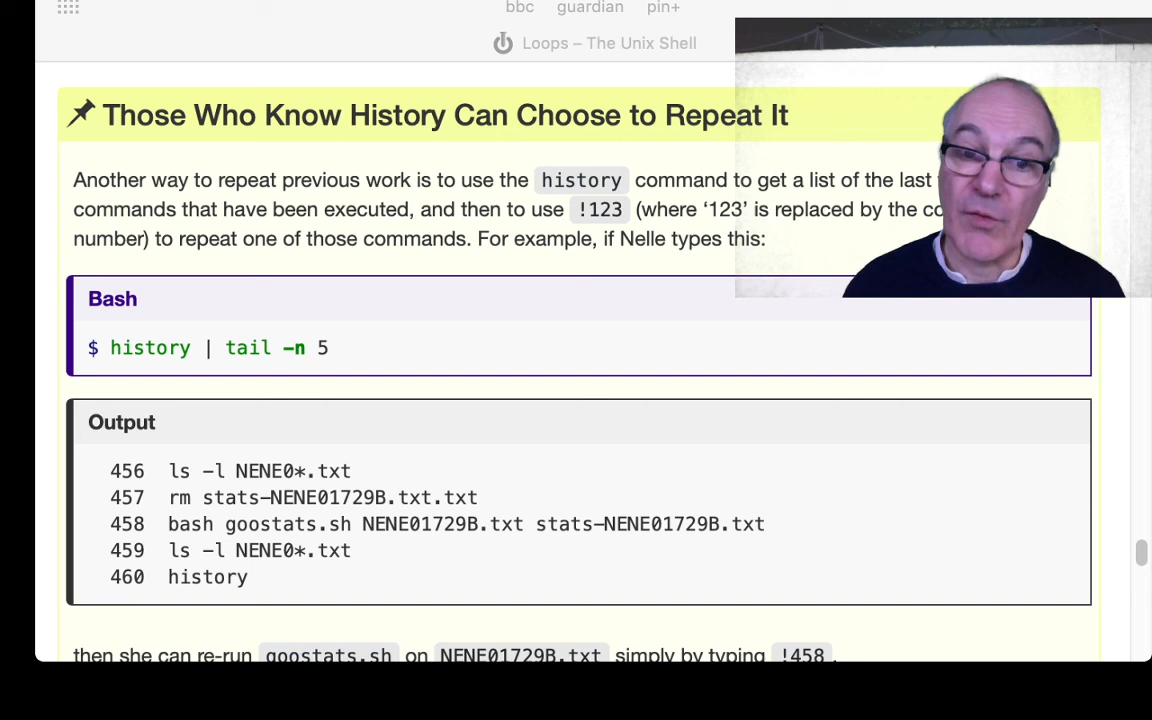 bbc guardian pin+
Loops – The Unix Shell
Those Who Know History Can Choose to Repeat It
Another way to repeat previous work is to use the history command to get a list of the last
commands that have been executed, and then to use !123 (where ‘123’ is replaced by the
number) to repeat one of those commands. For example, if Nelle types this:
Bash
$ history | tail -n 5
Output
456 ls -l NENE0*.txt
457 rm stats-NENE01729B.txt.txt
458 bash goostats.sh NENE01729B.txt stats-NENE01729B.txt
459 ls -l NENE0*.txt
460 history
then she can re-run goostats.sh on NENE01729B.txt simply by typing !458.